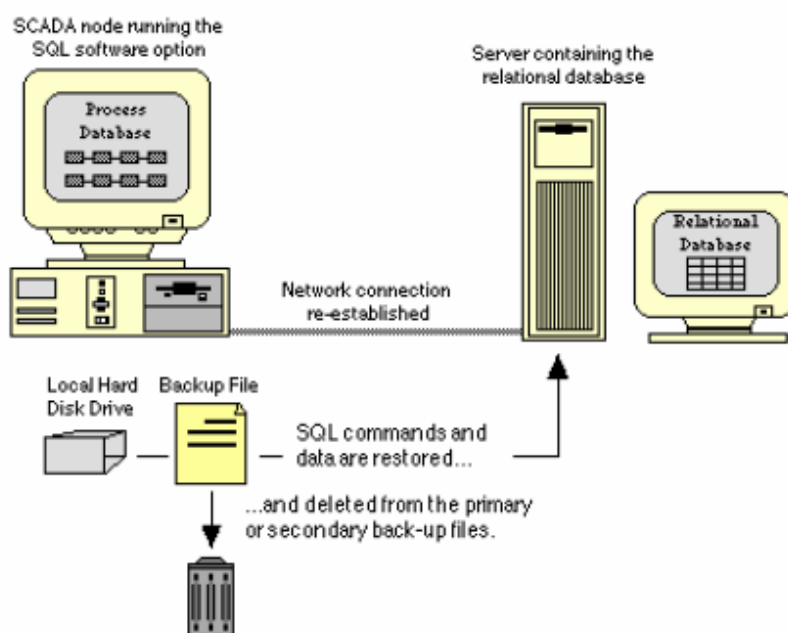 SCADA node running the
SQL software option
Server containing the
relational database
Process
Database
Relational
Database
Network connection
re-established
Local Hard
Disk Drive
Backup File
SQL commands and
data are restored...
...and deleted from the primary
or secondary back-up files.